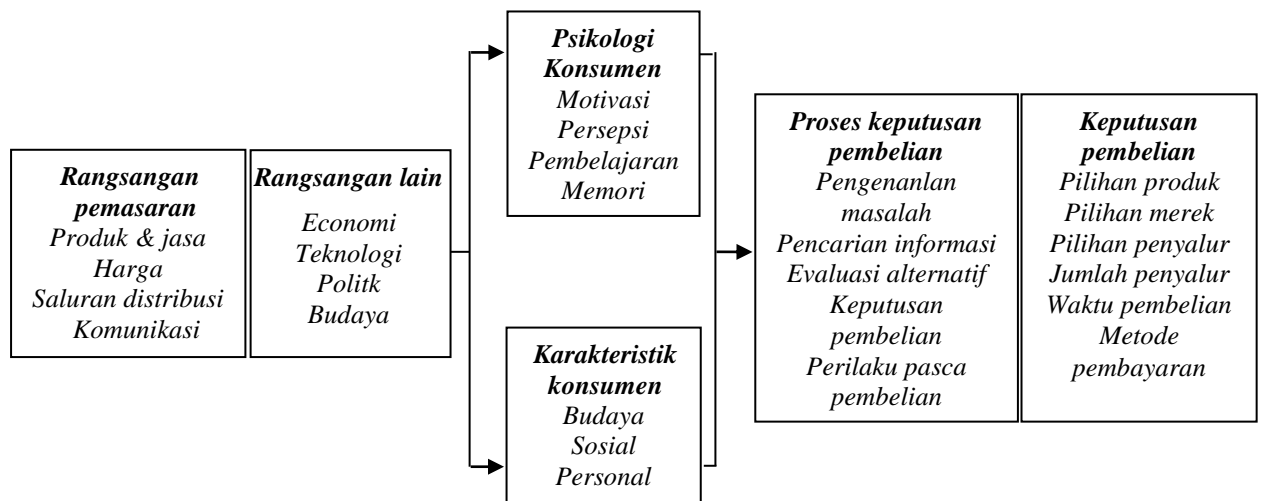 Rangsangan
pemasaran
Produk & jasa
Harga
Saluran distribusi
Komunikasi
Rangsangan lain
Economi
Teknologi
Politk
Budaya
Psikologi
Konsumen
Motivasi
Persepsi
Pembelajaran
Memori
Karakteristik
konsumen
Budaya
Sosial
Personal
Proses keputusan
pembelian
Pengenanlan
masalah
Pencarian informasi
Evaluasi alternatif
Keputusan
pembelian
Perilaku pasca
pembelian
Keputusan
pembelian
Pilihan produk
Pilihan merek
Pilihan penyalur
Jumlah penyalur
Waktu pembelian
Metode
pembayaran